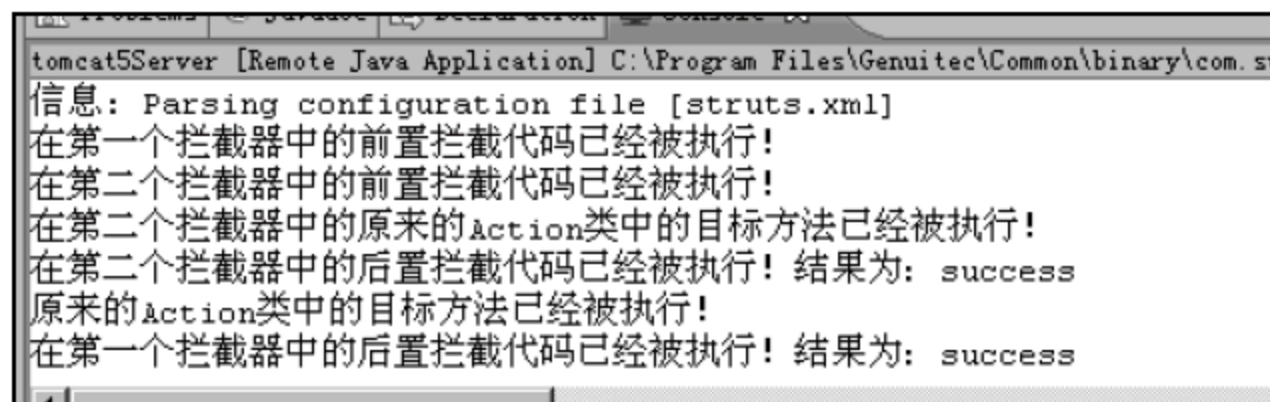 Problems Javadoc Declaration Console
tomcat5Server [Remote Java Application] C:\Program Files\Genuitec\Common\binary\com.s
信息: Parsing configuration file [struts.xml]
在第一个拦截器中的前置拦截代码已经被执行!
在第二个拦截器中的前置拦截代码已经被执行!
在第二个拦截器中的原来的Action类中的目标方法已经被执行!
在第二个拦截器中的后置拦截代码已经被执行! 结果为: success
原来的Action类中的目标方法已经被执行!
在第一个拦截器中的后置拦截代码已经被执行! 结果为: success